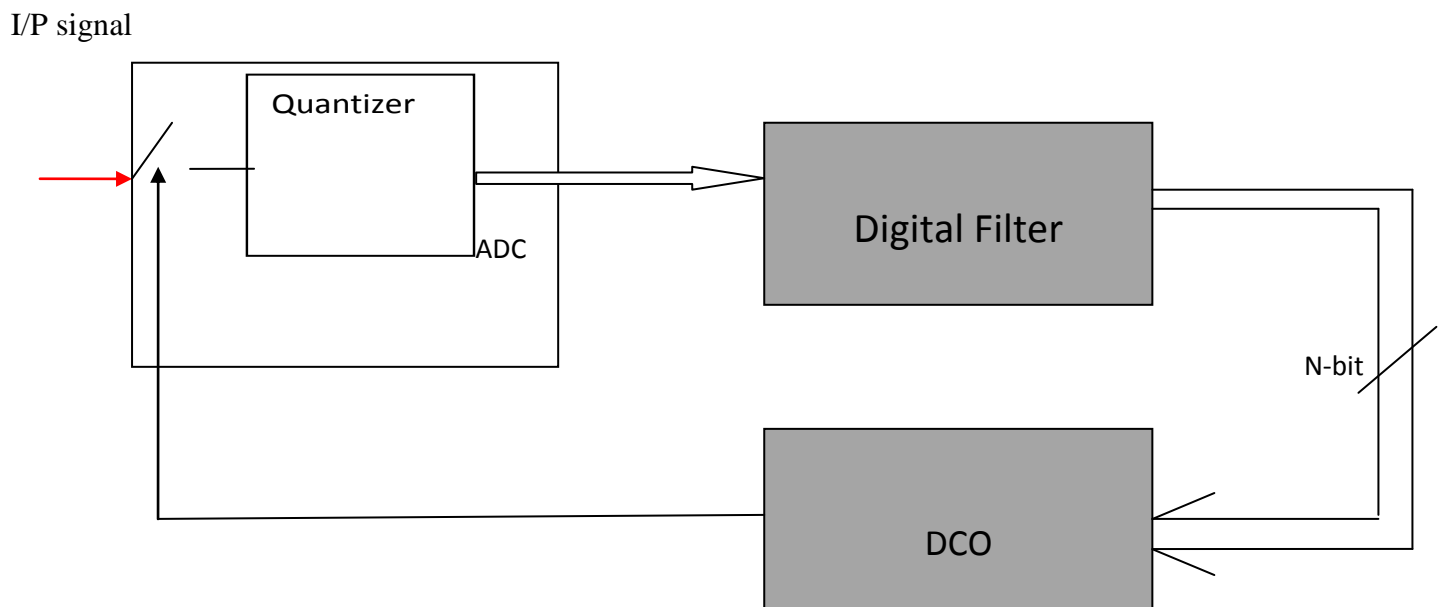 I/P signal
Quantizer
ADC
Digital Filter
N-bit
DCO